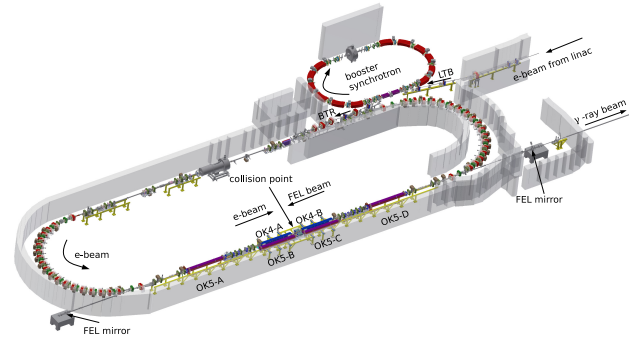 booster
synchrotron
LTB
e-beam from linac
BTR
γ-ray beam
collision point
FEL mirror
FEL beam
e-beam
OK4-B
OK4-A
OK5-D
OK5-C
OK5-B
OK5-A
e-beam
FEL mirror